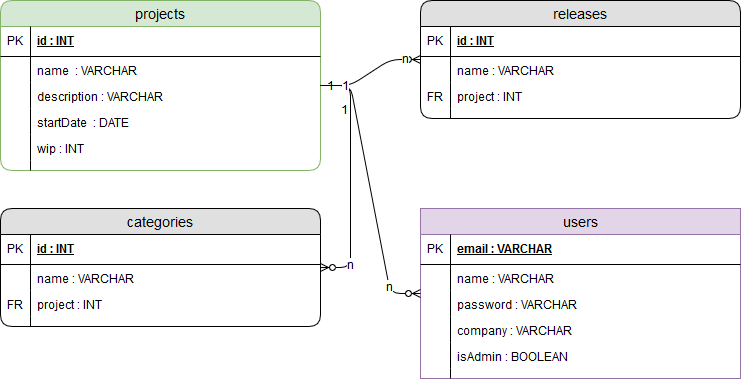 projects
PK id : INT
name : VARCHAR
description : VARCHAR
startDate : DATE
wip : INT
releases
PK id : INT
name : VARCHAR
FR project : INT
1
1
n
1
n
n
categories
PK id : INT
name : VARCHAR
FR project : INT
users
PK email : VARCHAR
name : VARCHAR
password : VARCHAR
company : VARCHAR
isAdmin : BOOLEAN